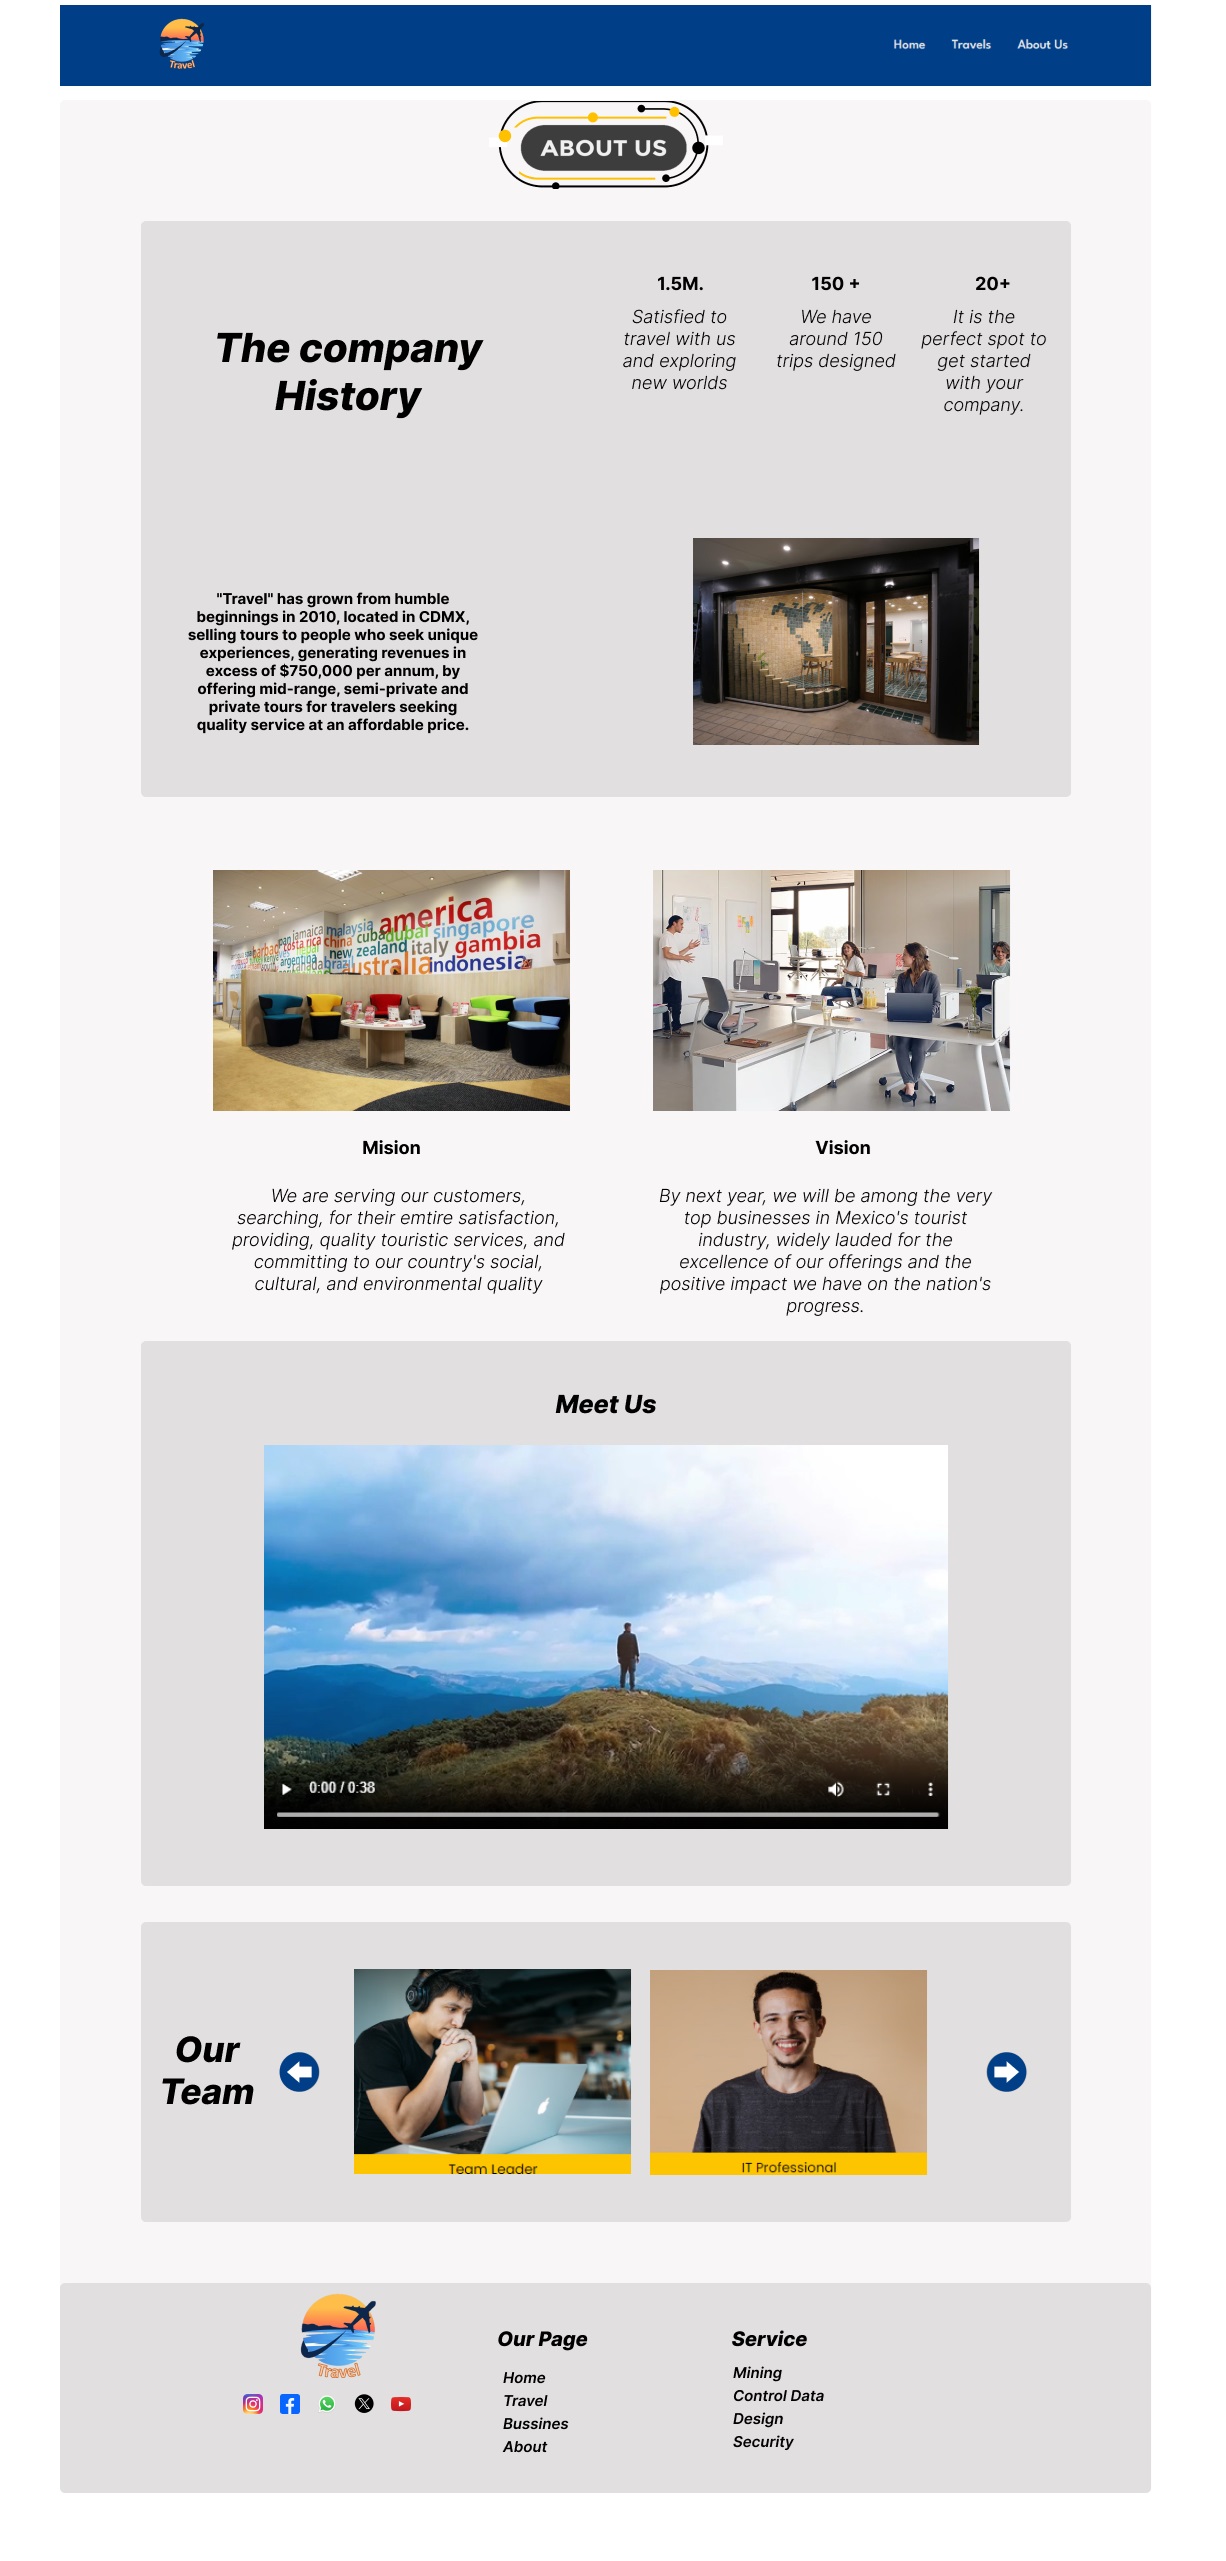 Travel
Home
Travels
About Us
ABOUT US
The company
History
1.5M.
Satisfied to
travel with us
and exploring
new worlds
150 +
We have
around 150
trips designed
20+
It is the
perfect spot to
get started
with your
company.
"Travel" has grown from humble
beginnings in 2010, located in CDMX,
selling tours to people who seek unique
experiences, generating revenues in
excess of $750,000 per annum, by
offering mid-range, semi-private and
private tours for travelers seeking
quality service at an affordable price.
america
jamaica
malaysia
cuba
dubai
singapore
costa rica
china
new zealand
italy
gambia
argentina
indonesia
Mision
We are serving our customers,
searching, for their emtire satisfaction,
providing, quality touristic services, and
committing to our country's social,
cultural, and environmental quality
Vision
By next year, we will be among the very
top businesses in Mexico's tourist
industry, widely lauded for the
excellence of our offerings and the
positive impact we have on the nation's
progress.
Meet Us
0:00 / 0:38
Our
Team
Team Leader
IT Professional
Travel
Our Page
Home
Travel
Bussines
About
Service
Mining
Control Data
Design
Security